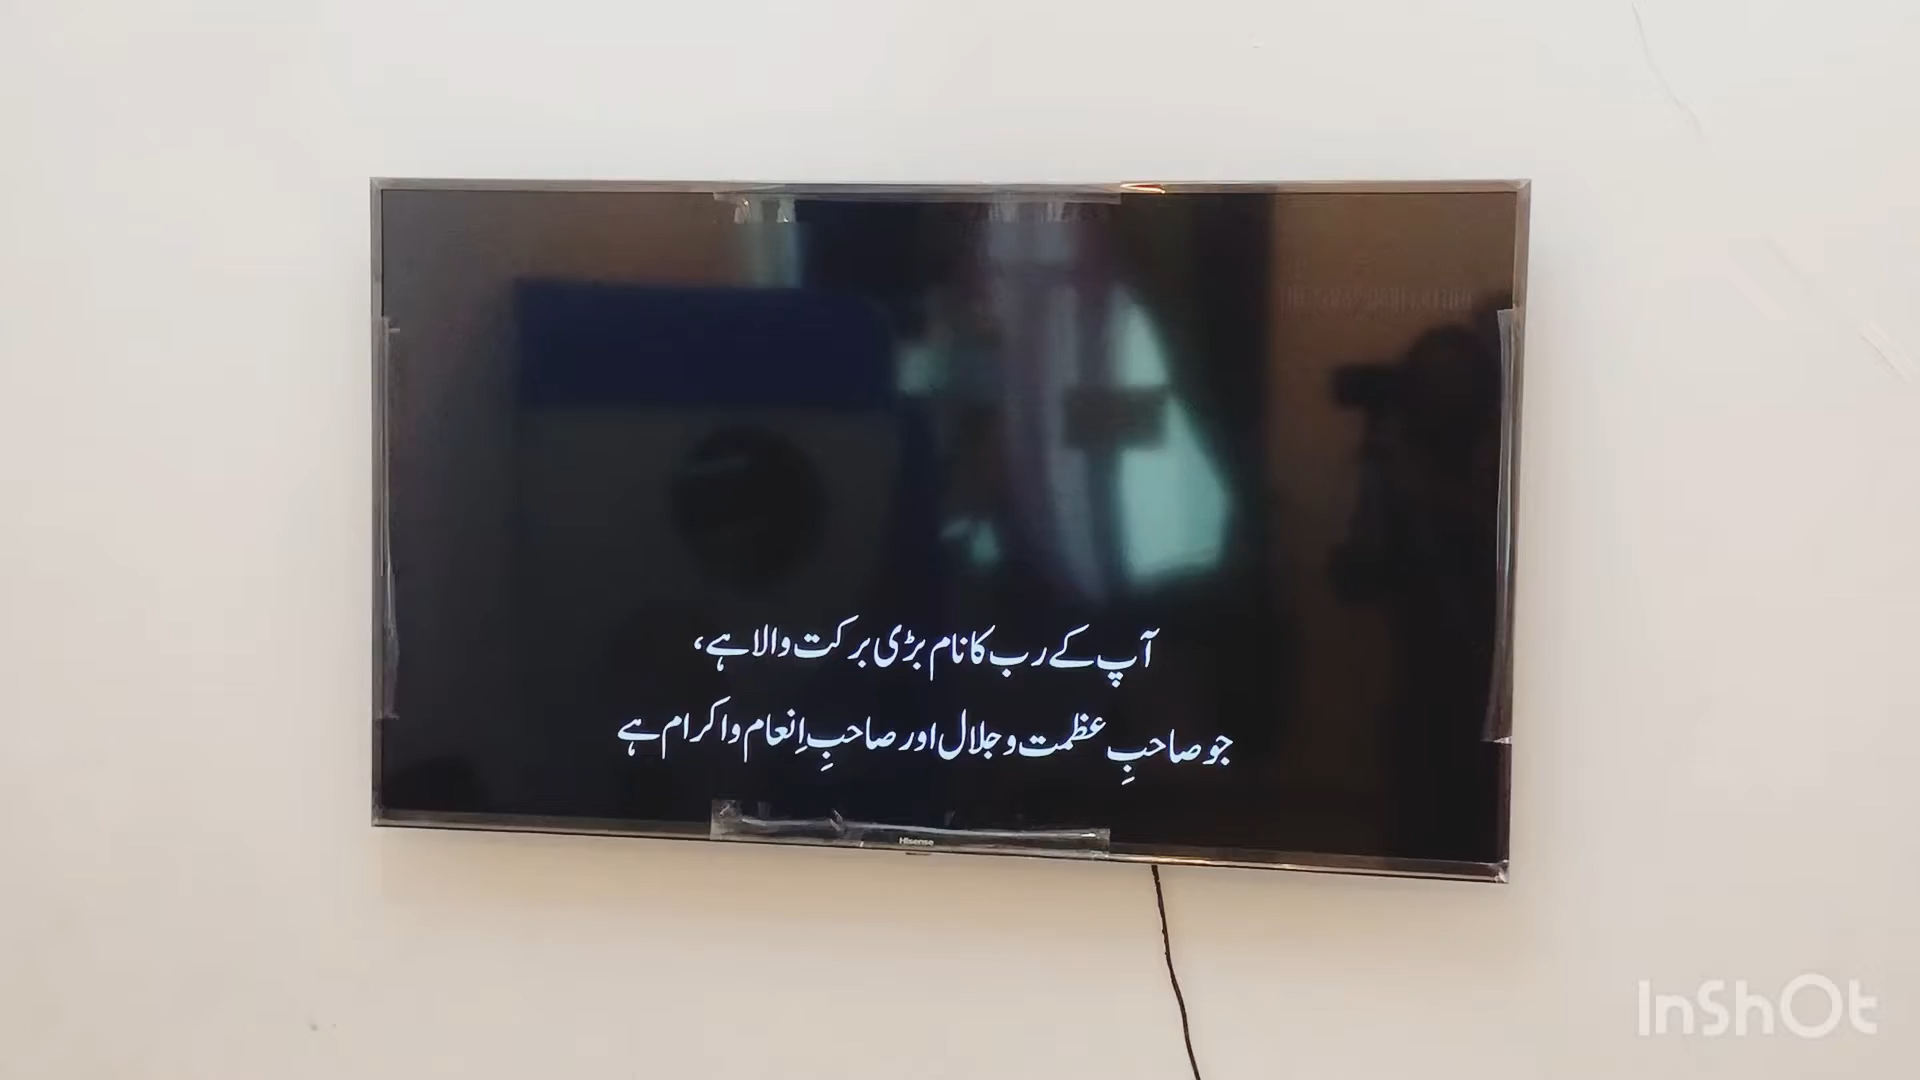 آپ کے رب کا نام بڑی برکت والا ہے،
جو صاحبِ عظمت و جلال اور صاحبِ اِنعام و اکرام ہے
Hisense
InShOt